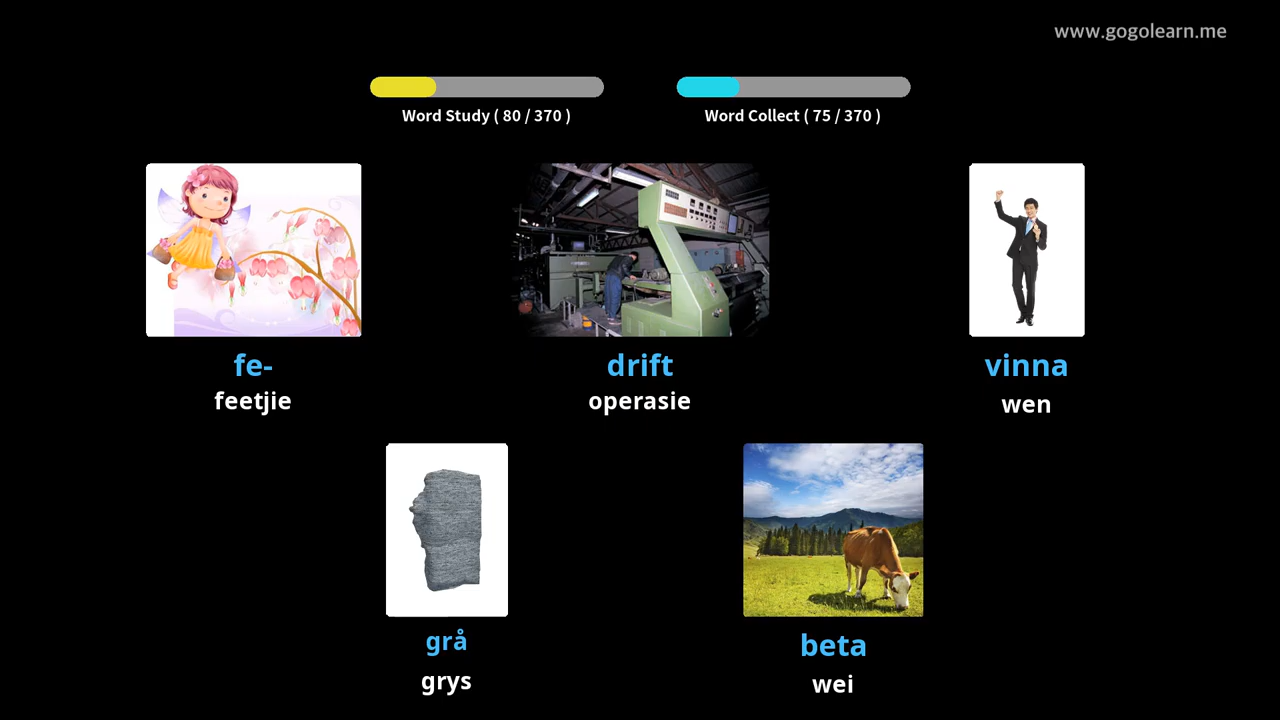 www.gogolearn.me
Word Study ( 80 / 370 )
Word Collect ( 75 / 370 )
fe-
feetjie
drift
operasie
vinna
wen
grå
grys
beta
wei